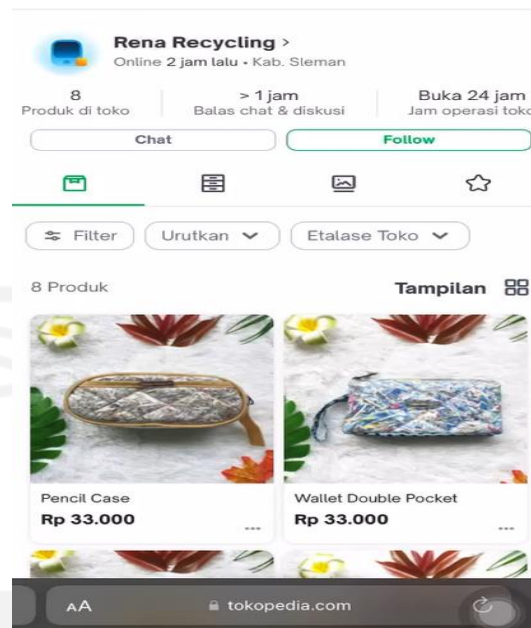 Rena Recycling >
Online 2 jam lalu • Kab. Sleman
8 > 1 jam Buka 24 jam
Produk di toko Balas chat & diskusi Jam operasi toko
Chat Follow
Filter Urutkan Etalase Toko
8 Produk Tampilan
Pencil Case Wallet Double Pocket
Rp 33.000 Rp 33.000
AA tokopedia.com